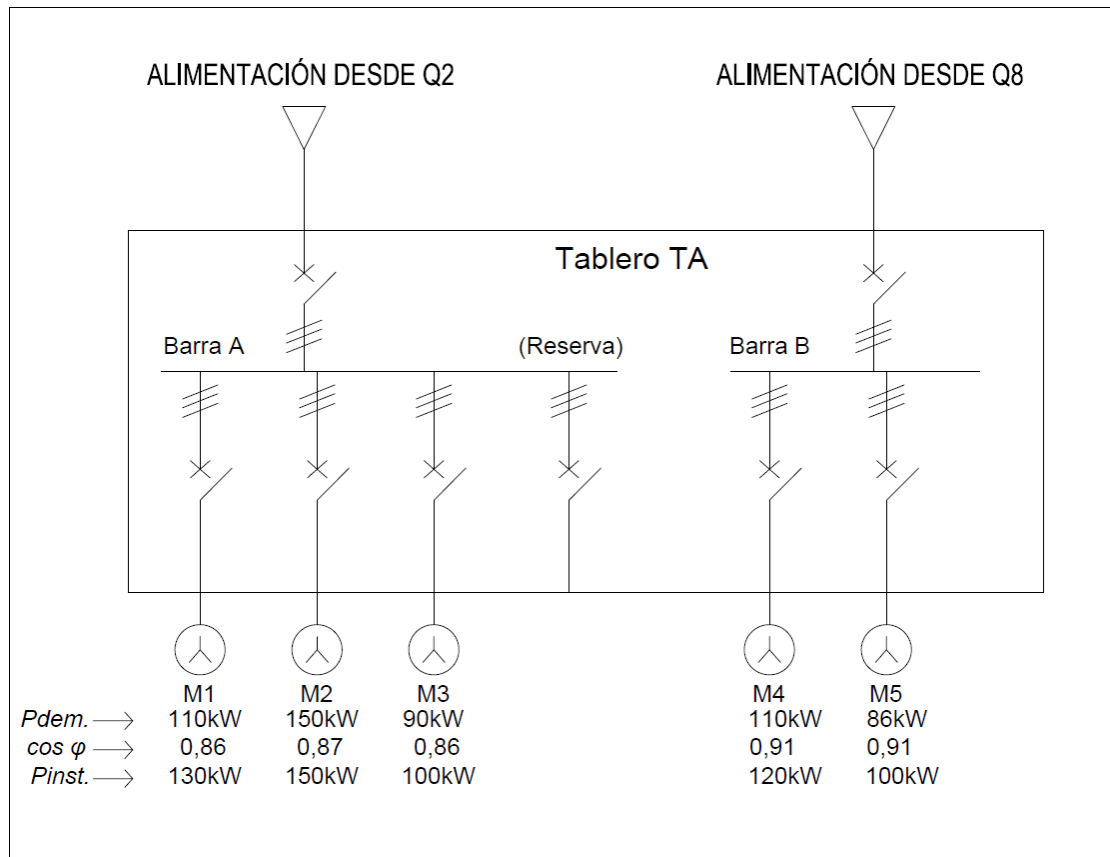 ALIMENTACIÓN DESDE Q2 ALIMENTACIÓN DESDE Q8
Tablero TA
Barra A (Reserva) Barra B
M1 M2 M3 M4 M5
Pdem. 110kW 150kW 90kW 110kW 86kW
cos φ 0,86 0,87 0,86 0,91 0,91
Pinst. 130kW 150kW 100kW 120kW 100kW